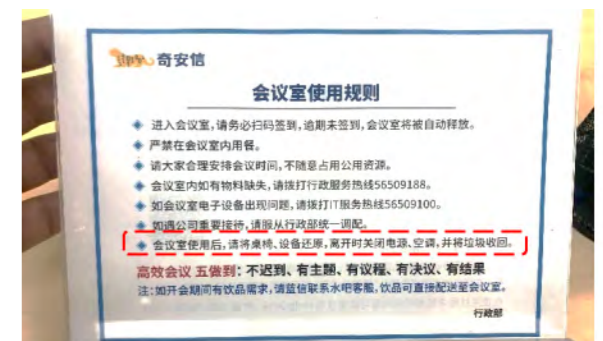 奇安信
会议室使用规则
进入会议室,请务必扫码签到,逾期未签到,会议室将被自动释放。
严禁在会议室内用餐。
请大家合理安排会议时间,不随意占用公用资源。
会议室内如有物料缺失,请拨打行政服务热线56509188。
如会议室电子设备出现问题,请拨打IT服务热线56509100。
如遇公司重要接待,请服从行政部统一调配。
会议室使用后,请将桌椅、设备还原,离开时关闭电源、空调,并将垃圾收回。
高效会议 五做到:不迟到、有主题、有议程、有决议、有结果
注:如开会期间有饮品需求,请蓝信联系水吧客服,饮品可直接配送至会议室。
行政部